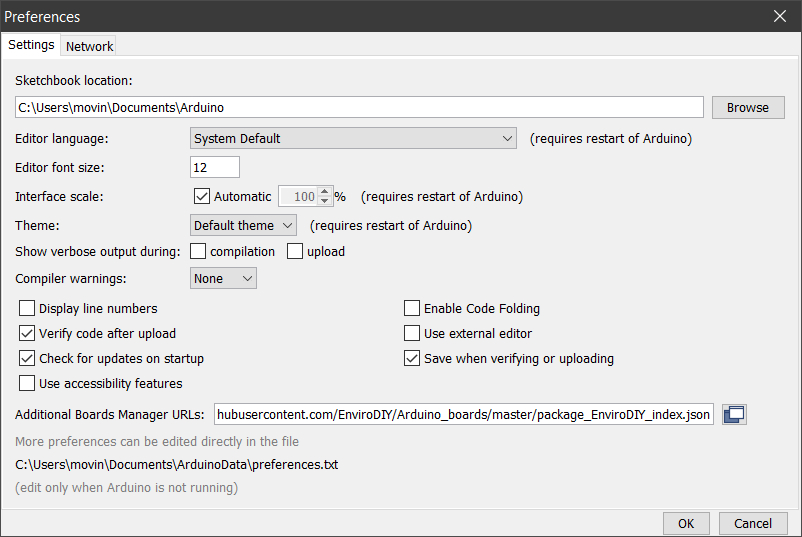 Preferences
Settings Network
Sketchbook location:
C:\Users\movin\Documents\Arduino Browse
Editor language: System Default (requires restart of Arduino)
Editor font size: 12
Interface scale: Automatic 100 % (requires restart of Arduino)
Theme: Default theme (requires restart of Arduino)
Show verbose output during: compilation upload
Compiler warnings: None
Display line numbers Enable Code Folding
Verify code after upload Use external editor
Check for updates on startup Save when verifying or uploading
Use accessibility features
Additional Boards Manager URLs: hubusercontent.com/EnviroDIY/Arduino_boards/master/package_EnviroDIY_index.json
More preferences can be edited directly in the file
C:\Users\movin\Documents\ArduinoData\preferences.txt
(edit only when Arduino is not running)
OK Cancel